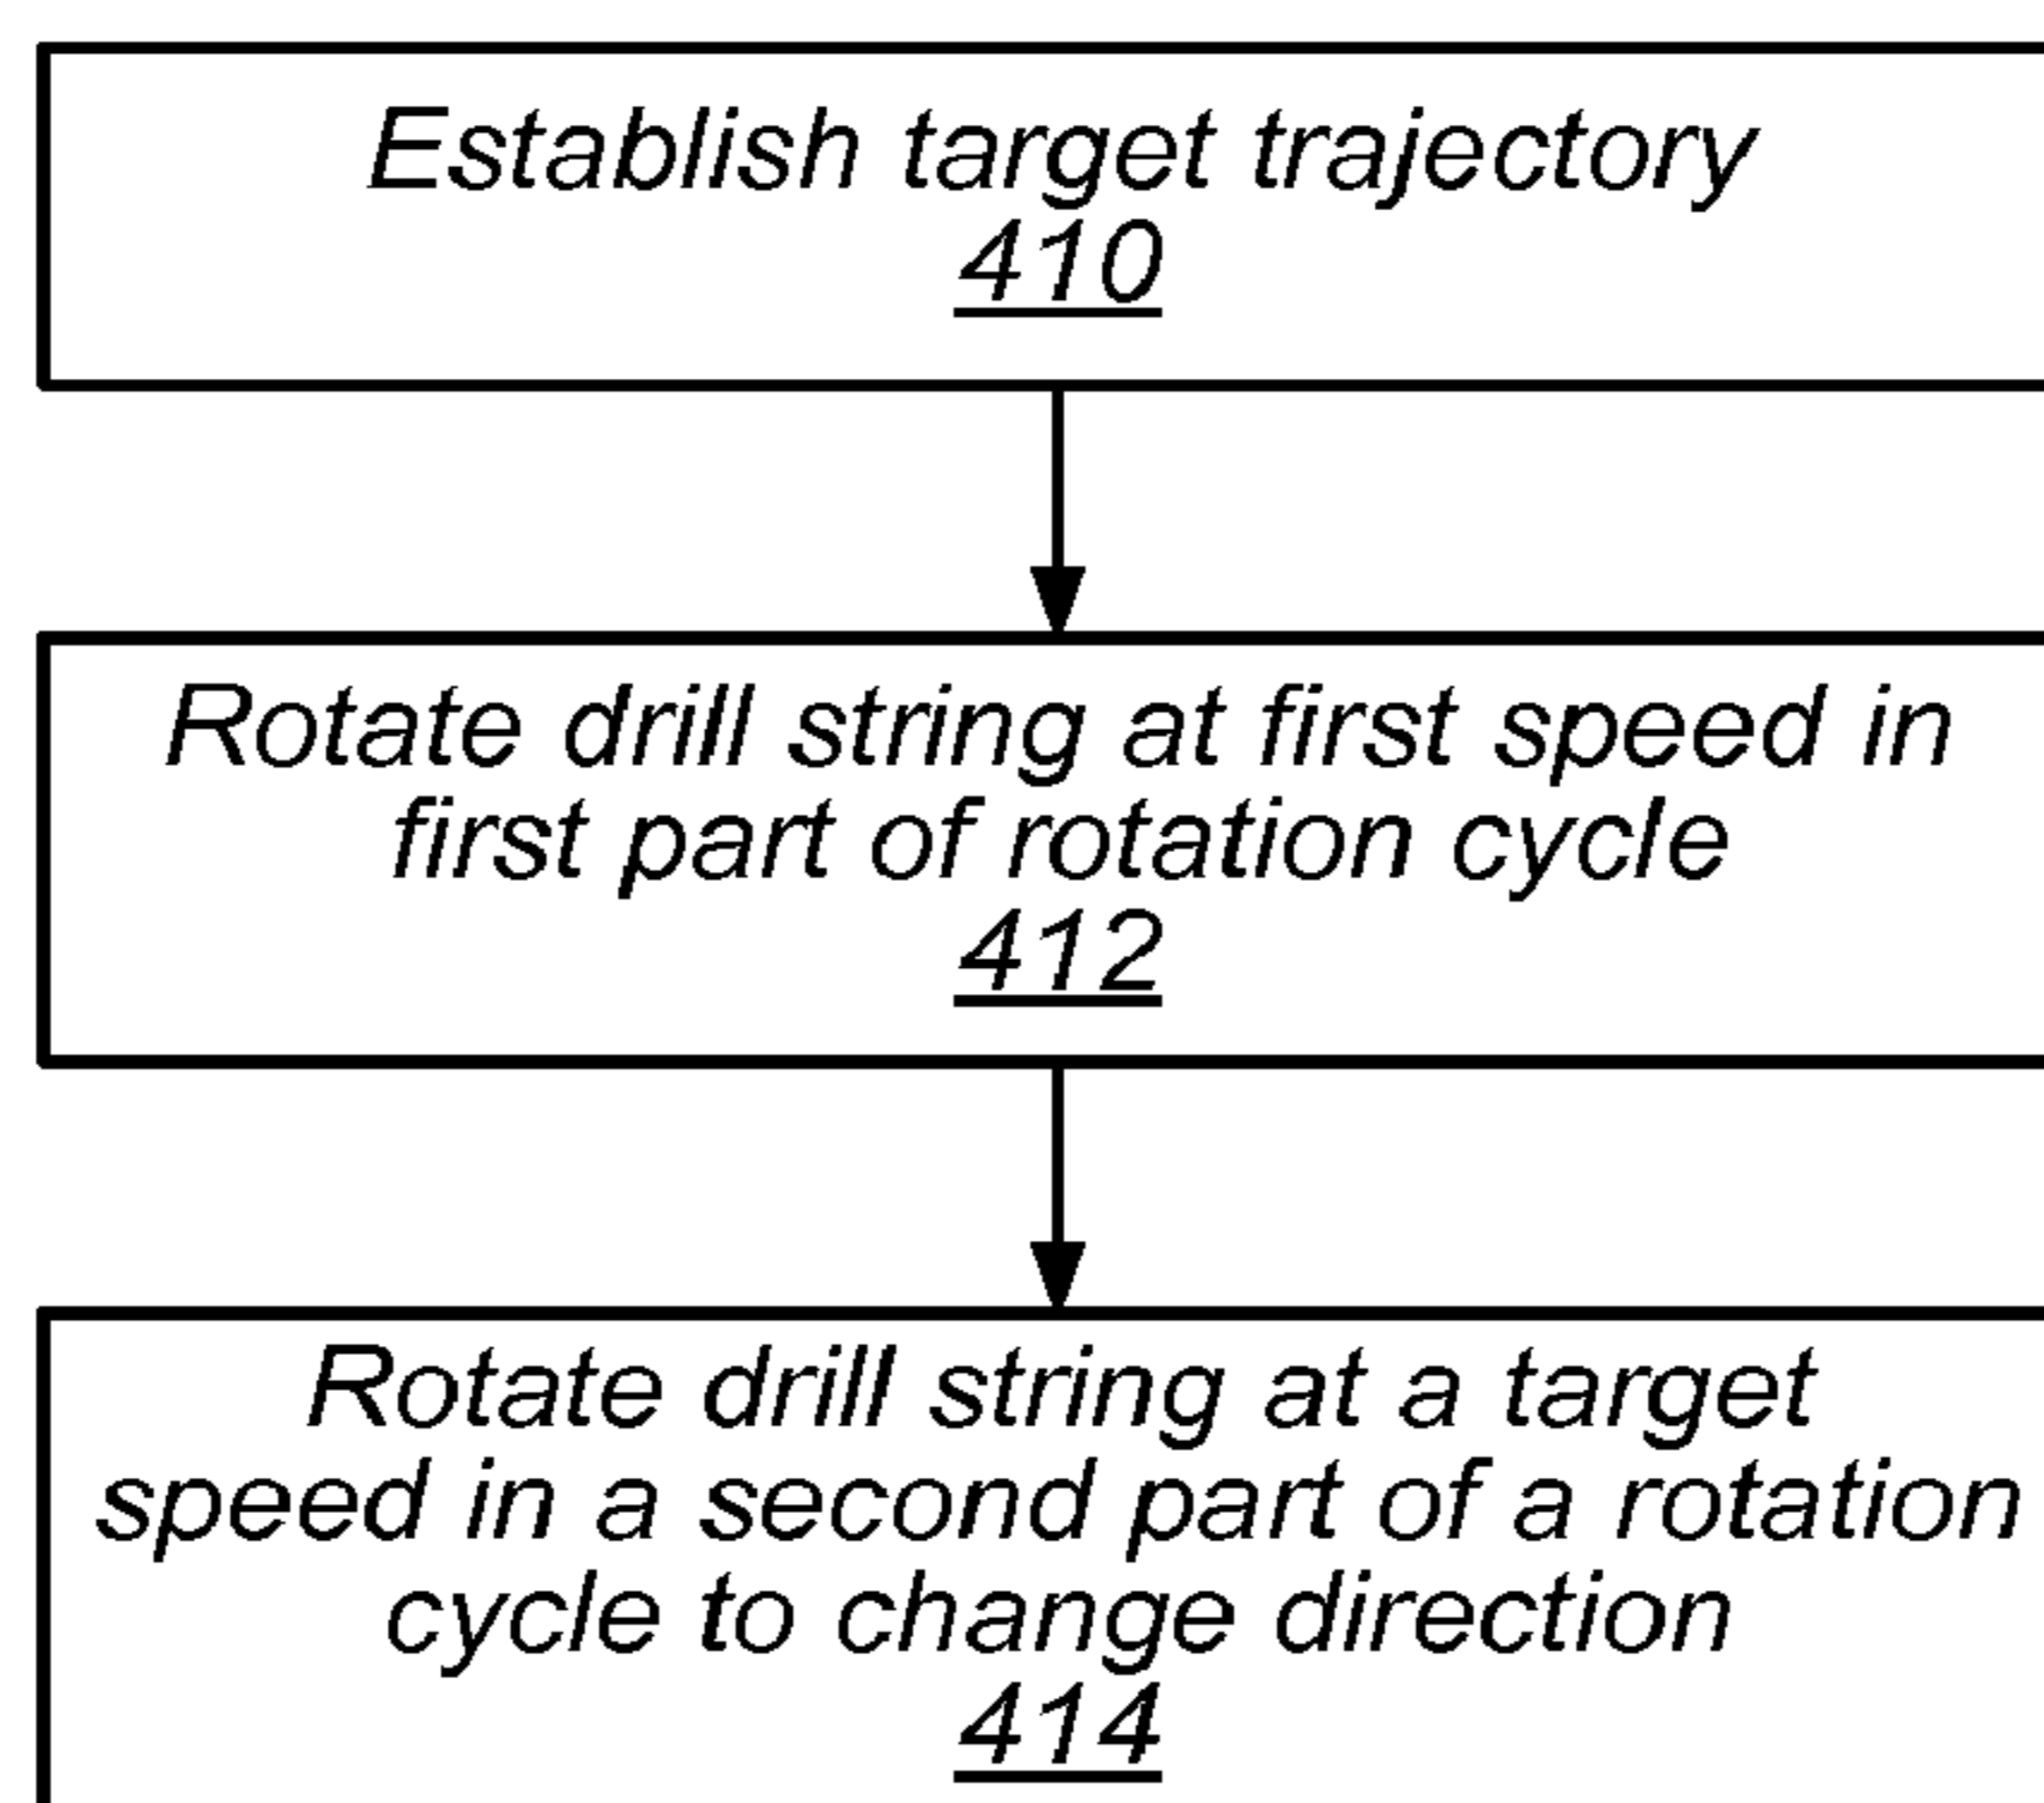 Establish target trajectory
410
Rotate drill string at first speed in
first part of rotation cycle
412
Rotate drill string at a target
speed in a second part of a rotation
cycle to change direction
414